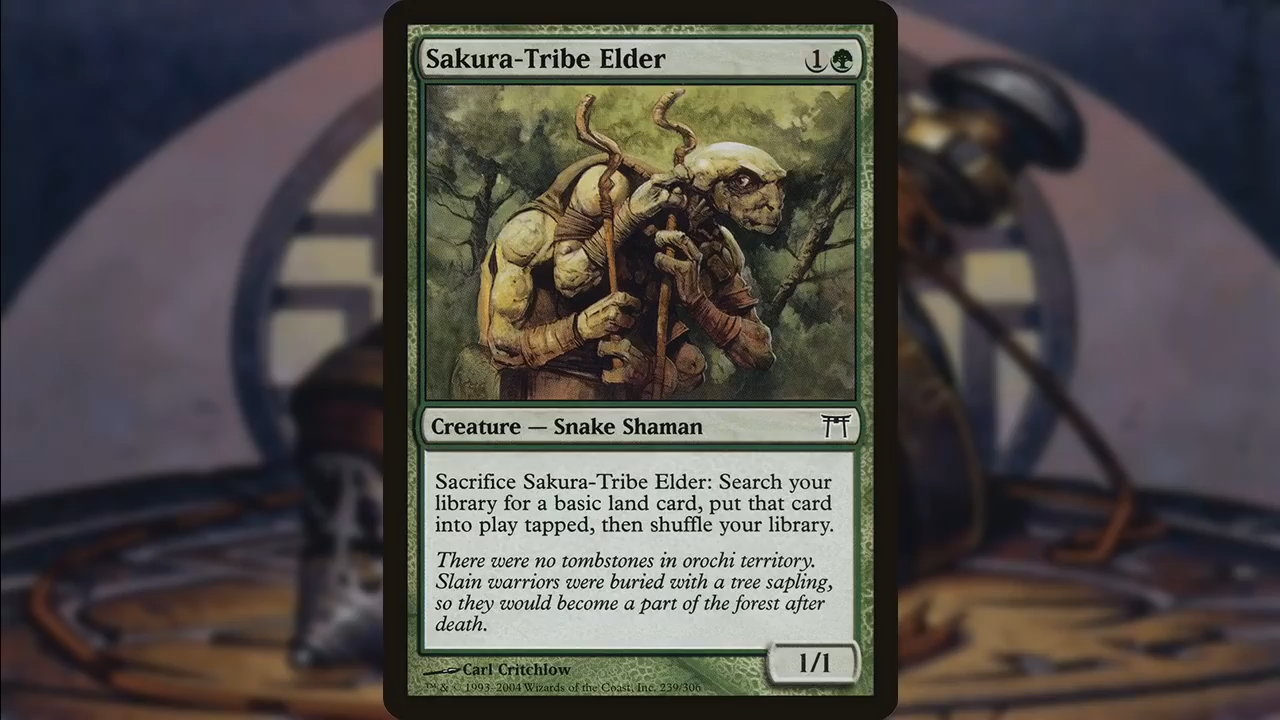 Sakura-Tribe Elder 1
Creature — Snake Shaman
Sacrifice Sakura-Tribe Elder: Search your
library for a basic land card, put that card
into play tapped, then shuffle your library.
There were no tombstones in orochi territory.
Slain warriors were buried with a tree sapling,
so they would become a part of the forest after
death.
1/1
Carl Critchlow
™ & © 1993-2004 Wizards of the Coast, Inc. 239/306